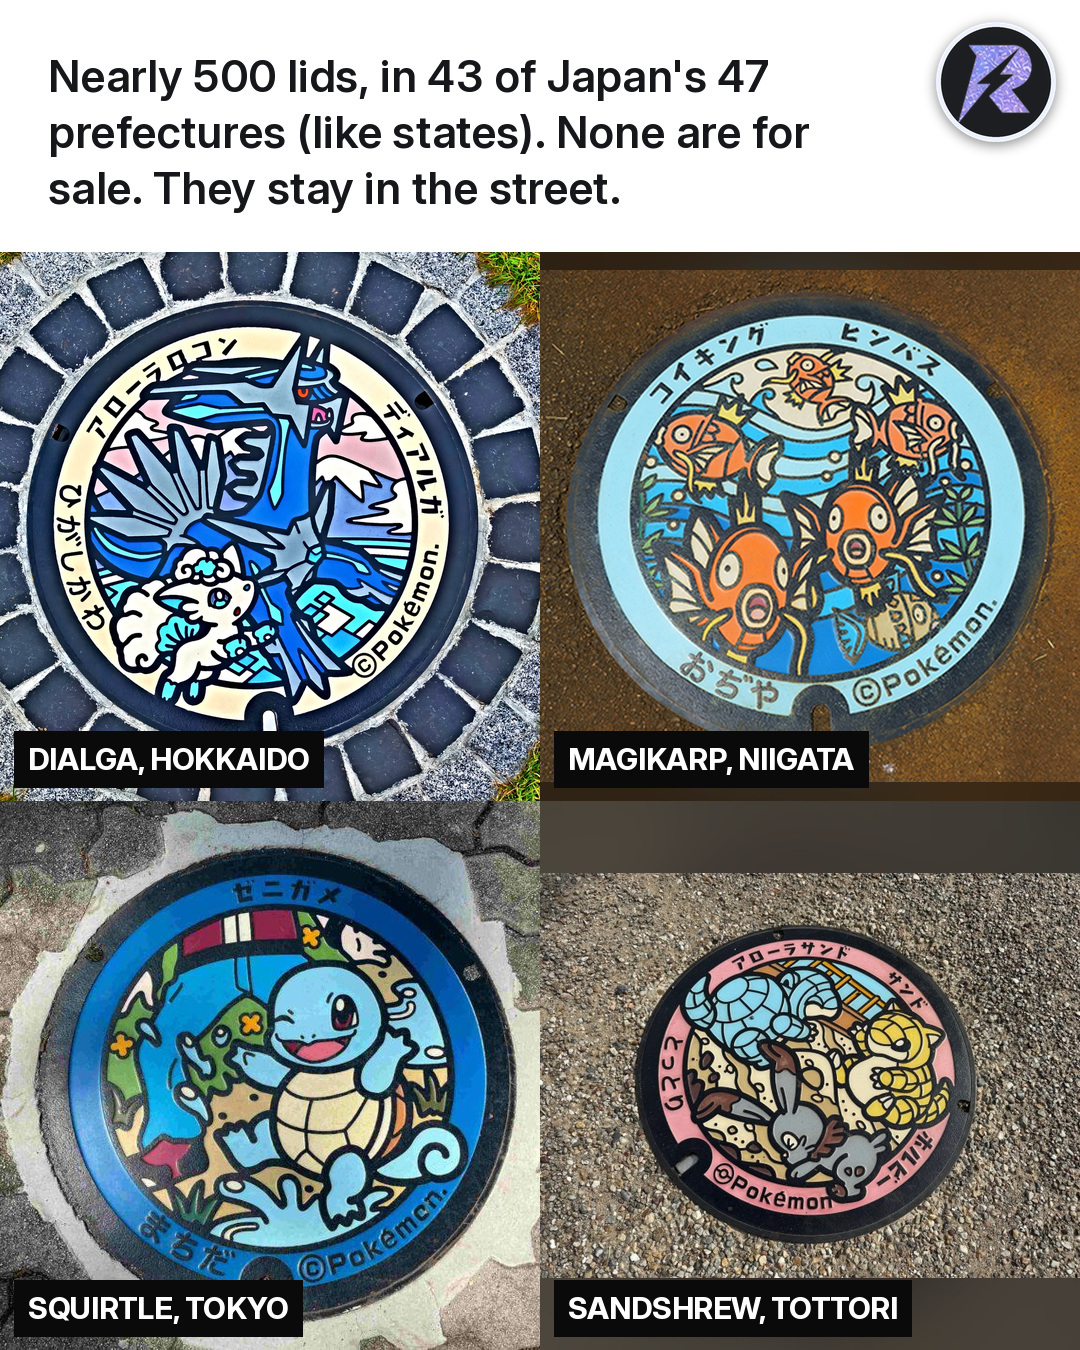 Nearly 500 lids, in 43 of Japan's 47
prefectures (like states). None are for
sale. They stay in the street.
R
アローラロコン
ディアルガ
ひがしかわ
©Pokémon.
DIALGA, HOKKAIDO
コイキング
ヒンバス
おぢや
©Pokémon.
MAGIKARP, NIIGATA
ゼニガメ
まちだ
©Pokémon.
SQUIRTLE, TOKYO
アローラサンド
サンド
ホルビー
©Pokémon
SANDSHREW, TOTTORI